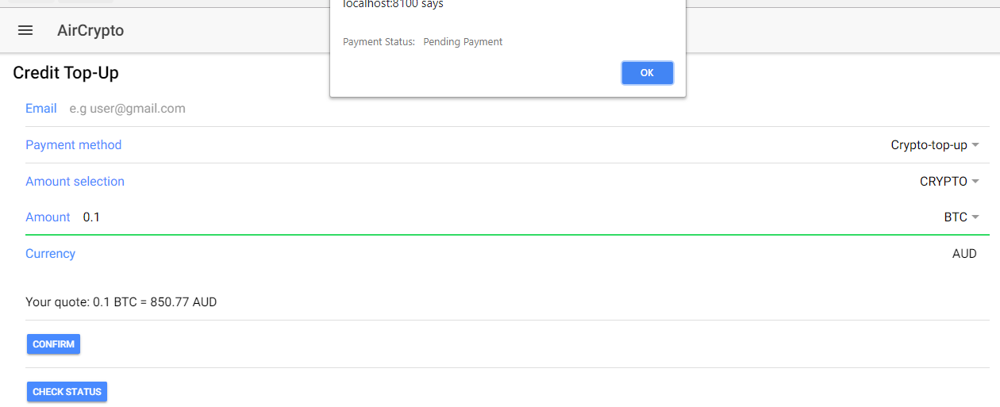 localhost:8100 says
AirCrypto
Payment Status: Pending Payment
OK
Credit Top-Up
Email e.g user@gmail.com
Payment method Crypto-top-up
Amount selection CRYPTO
Amount 0.1 BTC
Currency AUD
Your quote: 0.1 BTC = 850.77 AUD
CONFIRM
CHECK STATUS